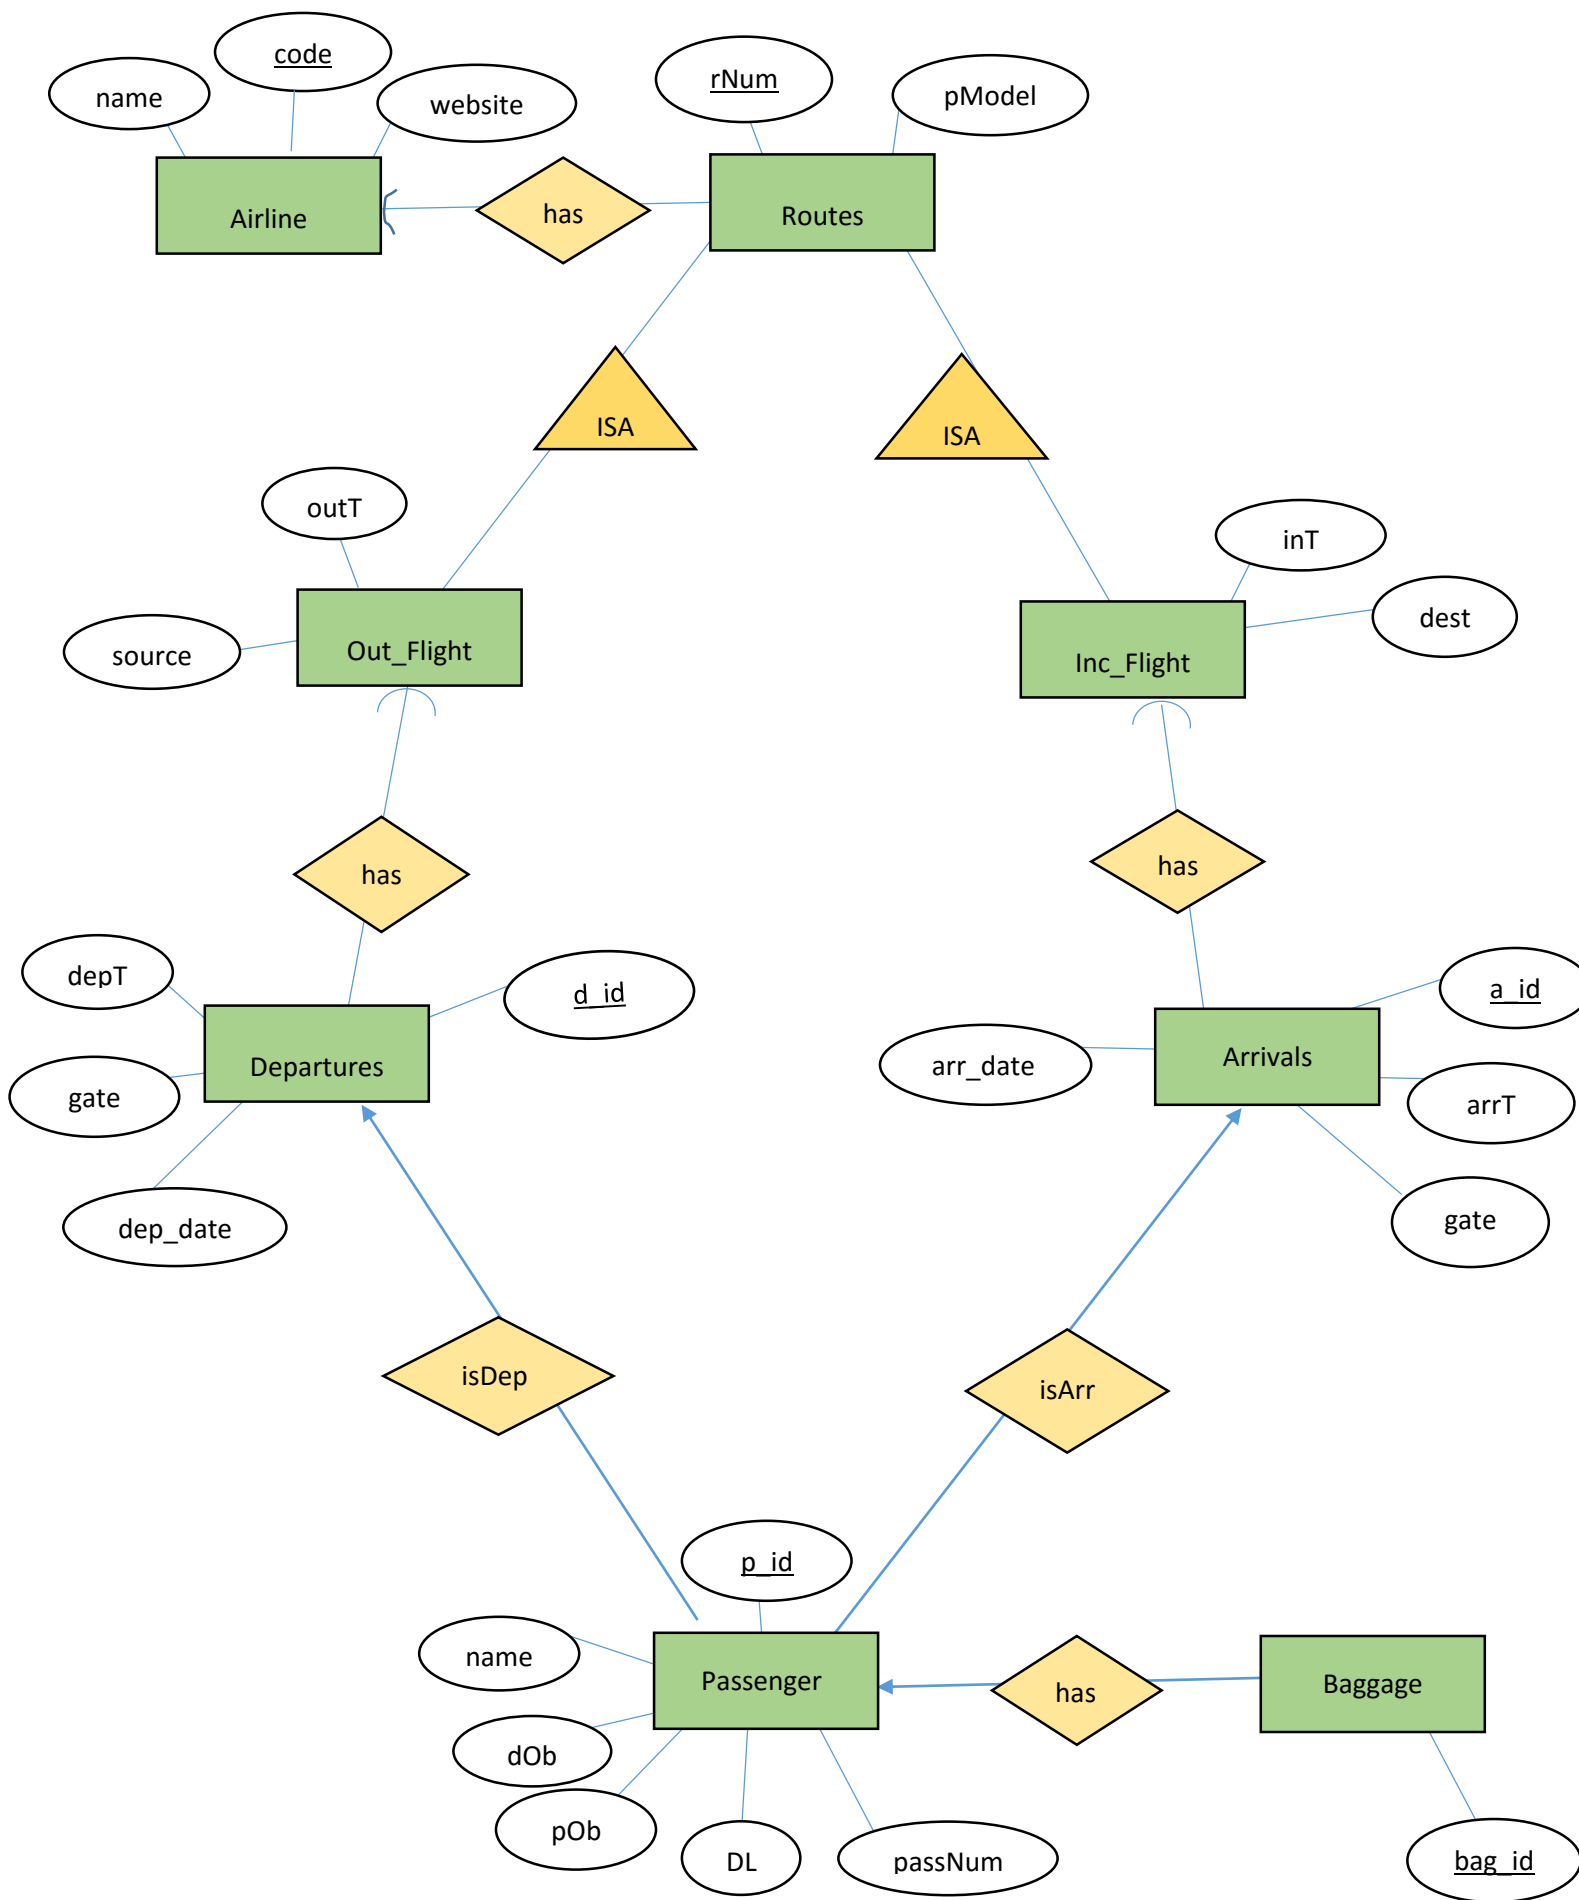 code
name
website
rNum
pModel
Airline
has
Routes
ISA
ISA
outT
inT
source
Out_Flight
Inc_Flight
dest
has
has
depT
d_id
a_id
Departures
arr_date
Arrivals
gate
arrT
dep_date
gate
isDep
isArr
p_id
name
Passenger
has
Baggage
dOb
pOb
DL
passNum
bag_id